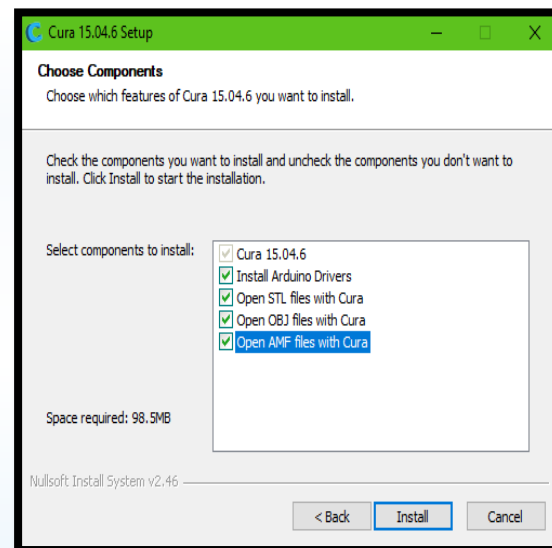 Cura 15.04.6 Setup
Choose Components
Choose which features of Cura 15.04.6 you want to install.
Check the components you want to install and uncheck the components you don't want to
install. Click Install to start the installation.
Select components to install:
Cura 15.04.6
Install Arduino Drivers
Open STL files with Cura
Open OBJ files with Cura
Open AMF files with Cura
Space required: 98.5MB
Nullsoft Install System v2.46
< Back
Install
Cancel